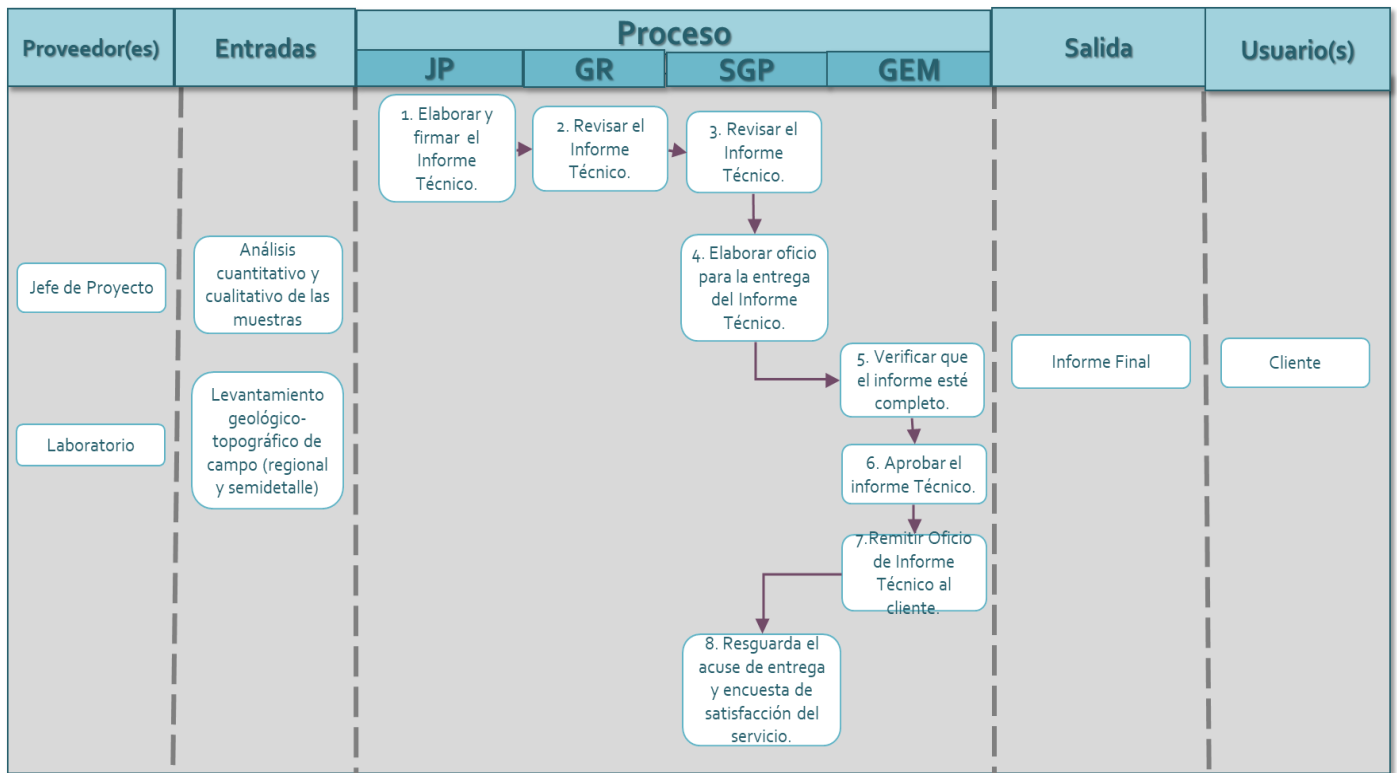 Proveedor(es)
Entradas
Proceso
JP
GR
SGP
GEM
Salida
Usuario(s)
Jefe de Proyecto
Laboratorio
Análisis
cuantitativo y
cualitativo de las
muestras
Levantamiento
geológico-
topográfico de
campo (regional
y semidetalle)
1. Elaborar y
firmar el
Informe
Técnico.
2. Revisar el
Informe
Técnico.
3. Revisar el
Informe
Técnico.
4. Elaborar oficio
para la entrega
del Informe
Técnico.
5. Verificar que
el informe esté
completo.
6. Aprobar el
informe Técnico.
7.Remitir Oficio
de Informe
Técnico al
cliente.
8. Resguarda el
acuse de entrega
y encuesta de
satisfacción del
servicio.
Informe Final
Cliente